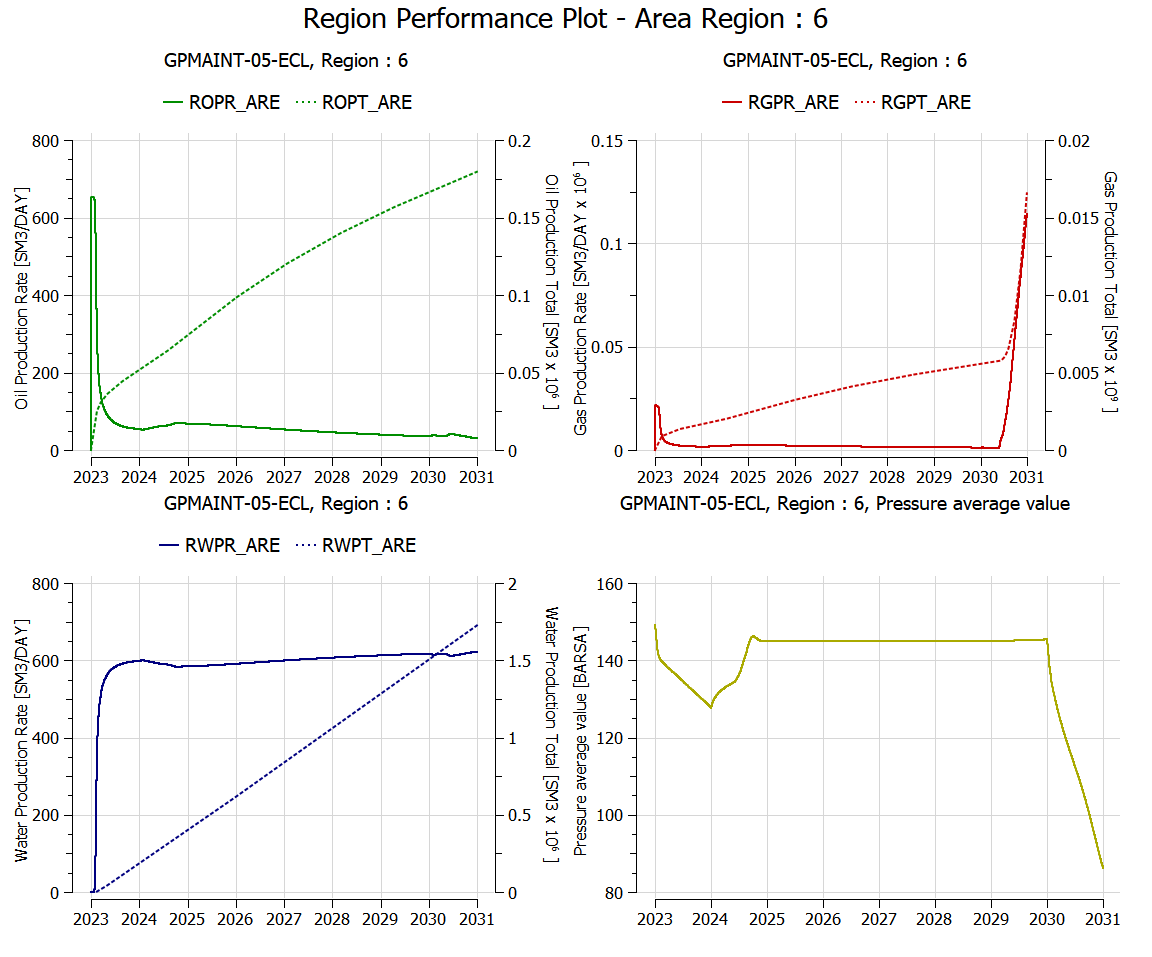 Region Performance Plot - Area Region : 6
GPMAINT-05-ECL, Region : 6
ROPR_ARE ROPT_ARE
Oil Production Rate [SM3/DAY]
800
600
400
200
0
0.2
0.15
0.1
0.05
0
Oil Production Total [SM3 x 10⁶ ]
2023 2024 2025 2026 2027 2028 2029 2030 2031
GPMAINT-05-ECL, Region : 6
RGPR_ARE RGPT_ARE
Gas Production Rate [SM3/DAY x 10⁶ ]
0.15
0.1
0.05
0
0.02
0.015
0.01
0.005
0
Gas Production Total [SM3 x 10⁹ ]
2023 2024 2025 2026 2027 2028 2029 2030 2031
GPMAINT-05-ECL, Region : 6
RWPR_ARE RWPT_ARE
Water Production Rate [SM3/DAY]
800
600
400
200
0
2
1.5
1
0.5
0
Water Production Total [SM3 x 10⁶ ]
2023 2024 2025 2026 2027 2028 2029 2030 2031
GPMAINT-05-ECL, Region : 6, Pressure average value
Pressure average value [BARSA]
160
140
120
100
80
2023 2024 2025 2026 2027 2028 2029 2030 2031